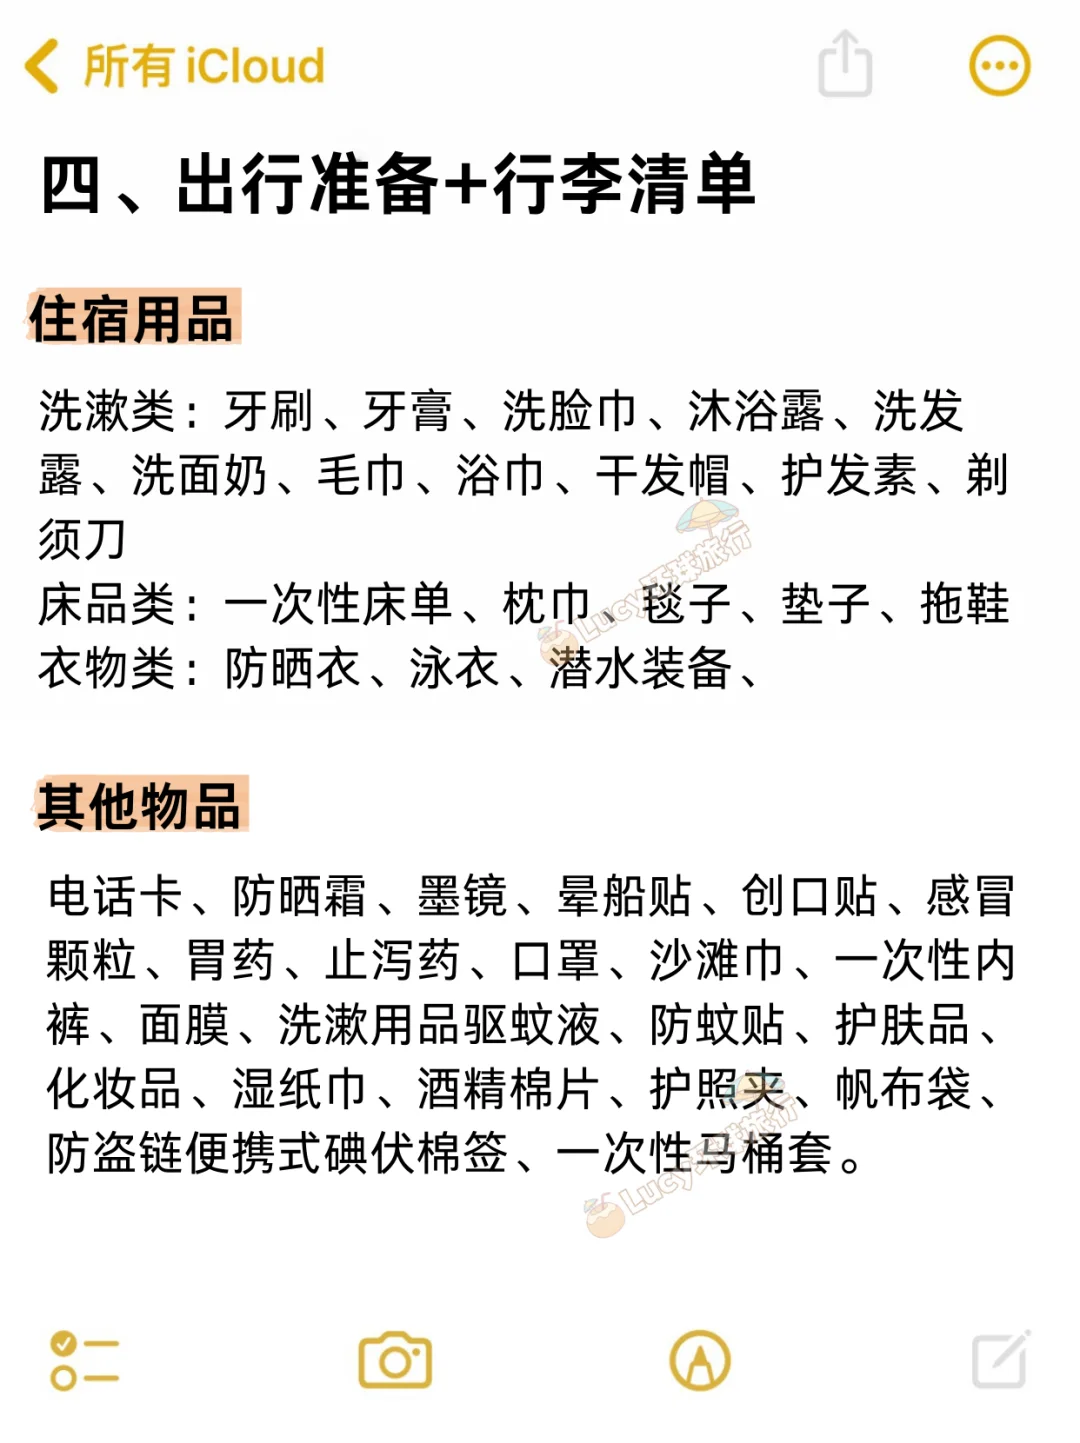 所有 iCloud
四、出行准备+行李清单
住宿用品
洗漱类：牙刷、牙膏、洗脸巾、沐浴露、洗发
露、洗面奶、毛巾、浴巾、干发帽、护发素、剃
须刀
床品类：一次性床单、枕巾、毯子、垫子、拖鞋
衣物类：防晒衣、泳衣、潜水装备、
Lucy环球旅行
其他物品
电话卡、防晒霜、墨镜、晕船贴、创口贴、感冒
颗粒、胃药、止泻药、口罩、沙滩巾、一次性内
裤、面膜、洗漱用品驱蚊液、防蚊贴、护肤品、
化妆品、湿纸巾、酒精棉片、护照夹、帆布袋、
防盗链便携式碘伏棉签、一次性马桶套。
Lucy环球旅行